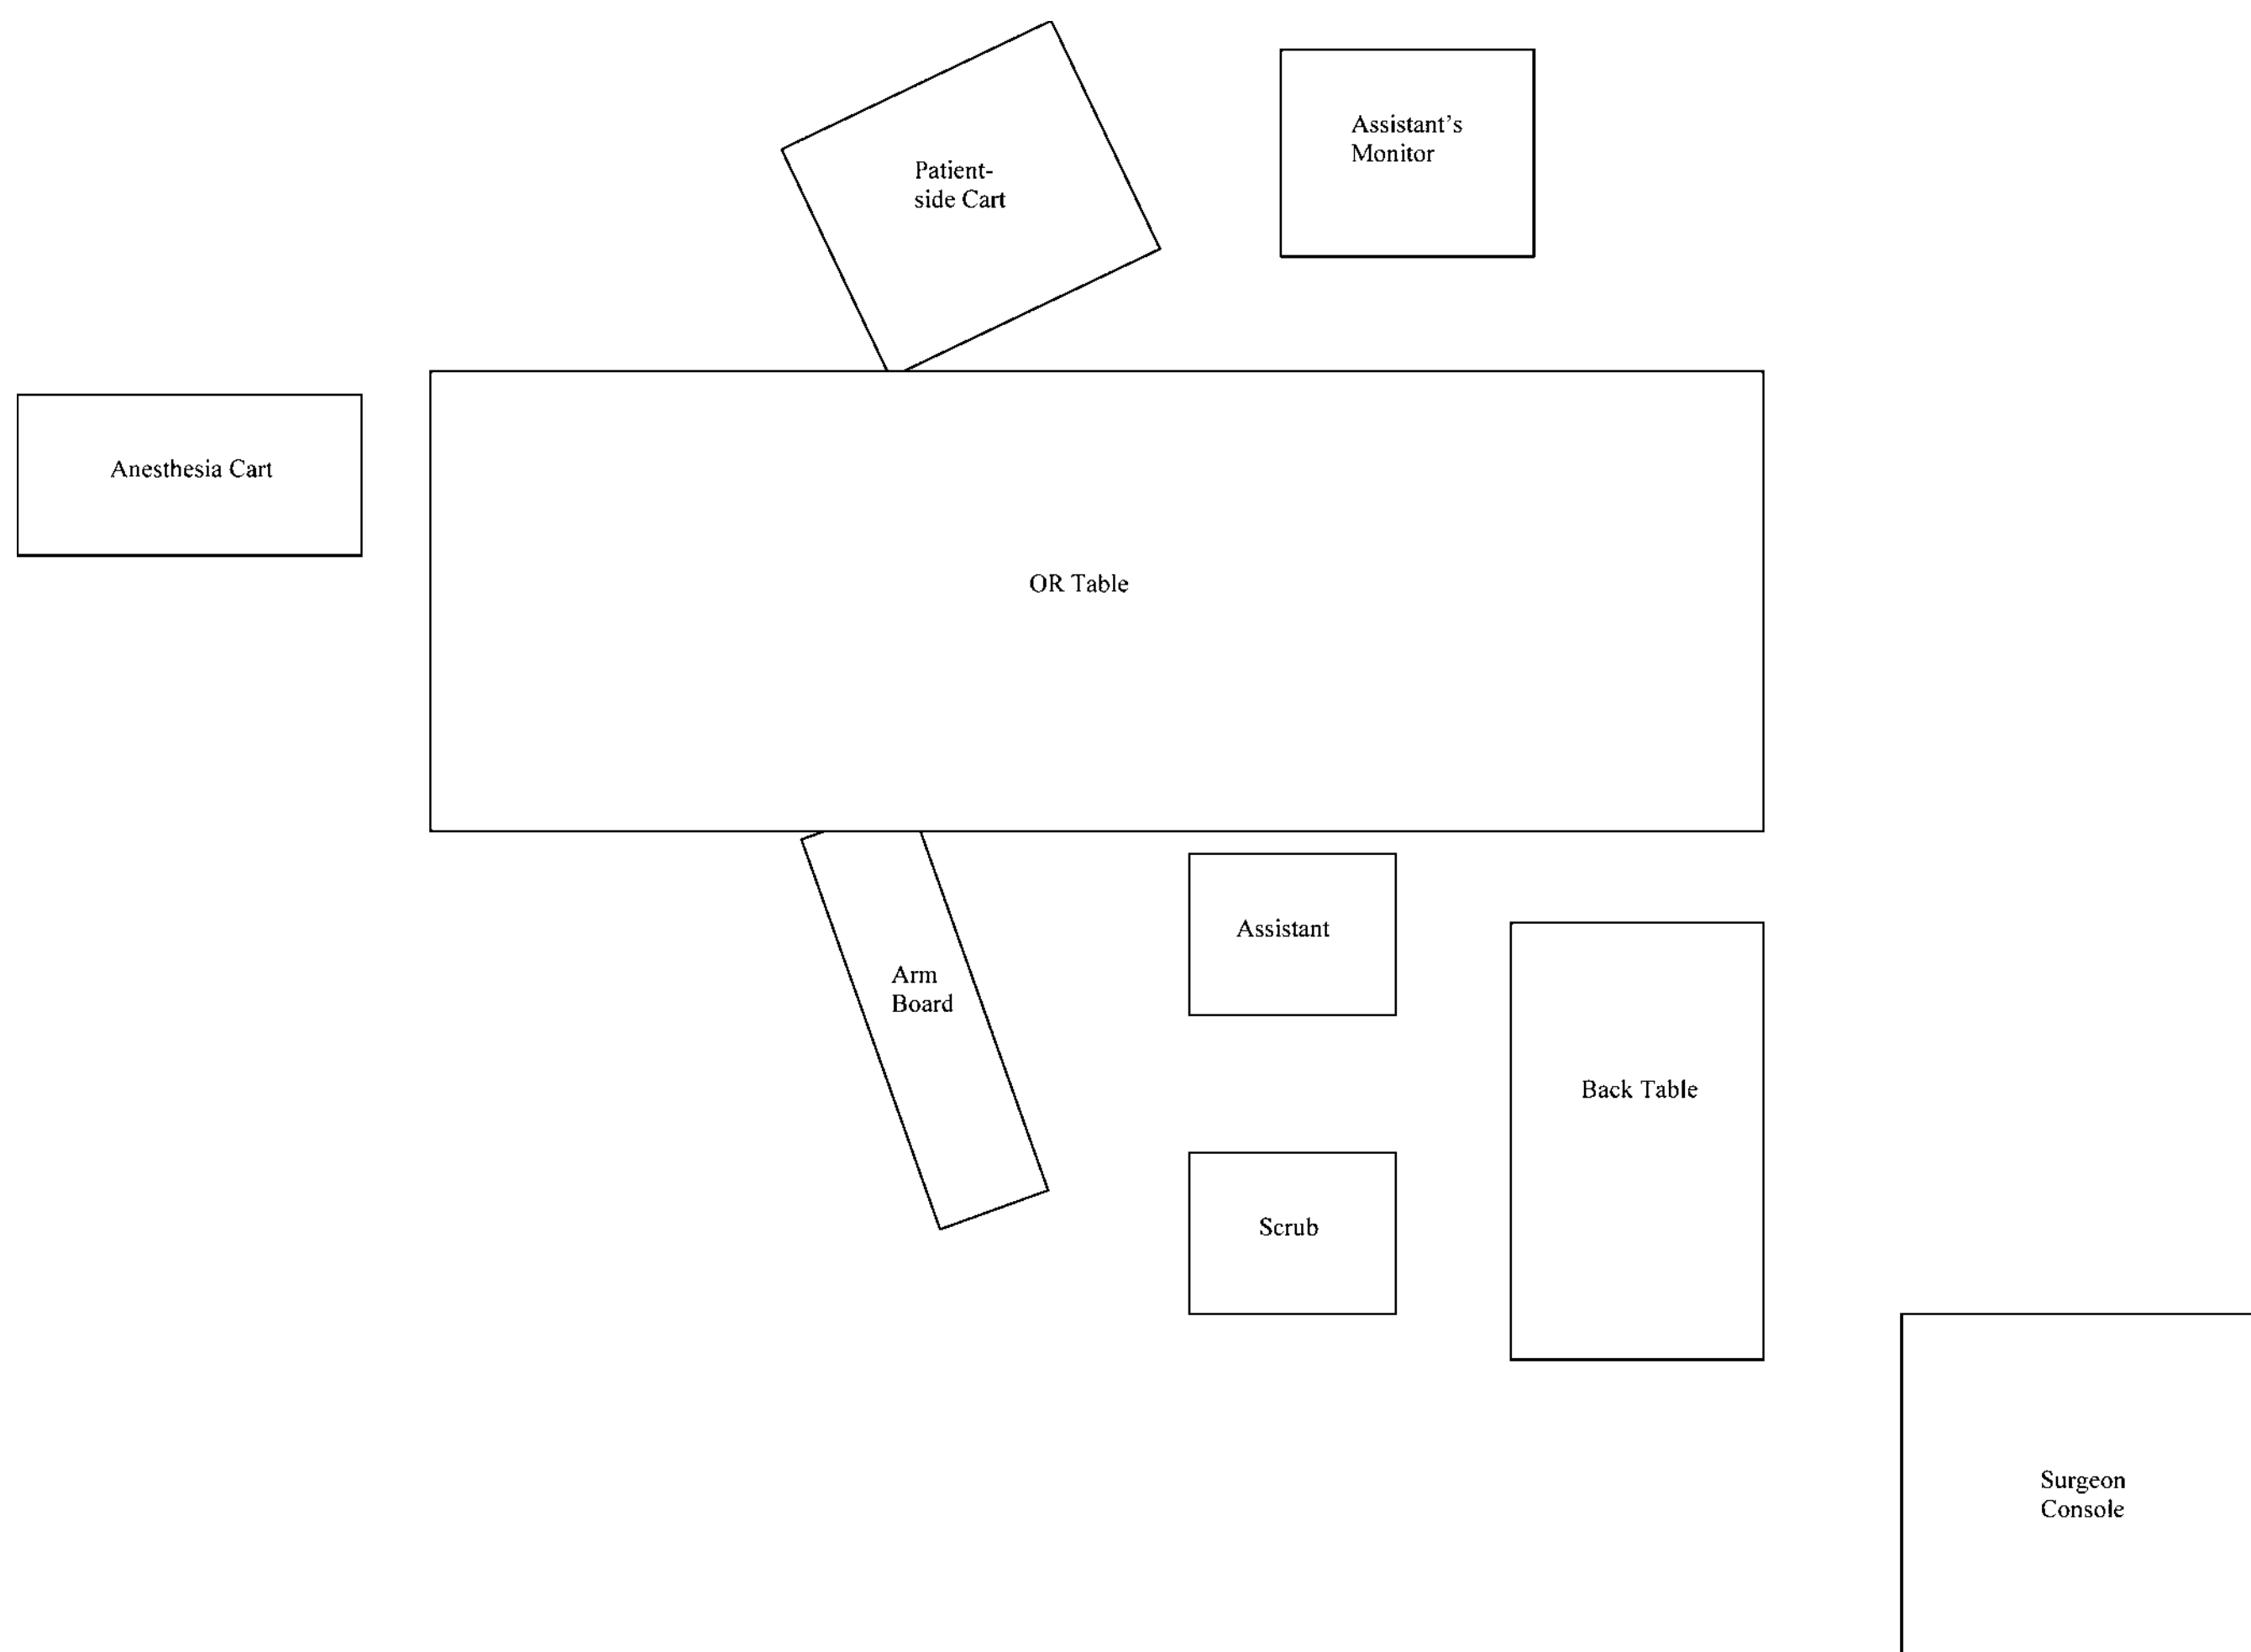 Patient-
side Cart
Assistant’s
Monitor
Anesthesia Cart
OR Table
Arm
Board
Assistant
Back Table
Scrub
Surgeon
Console